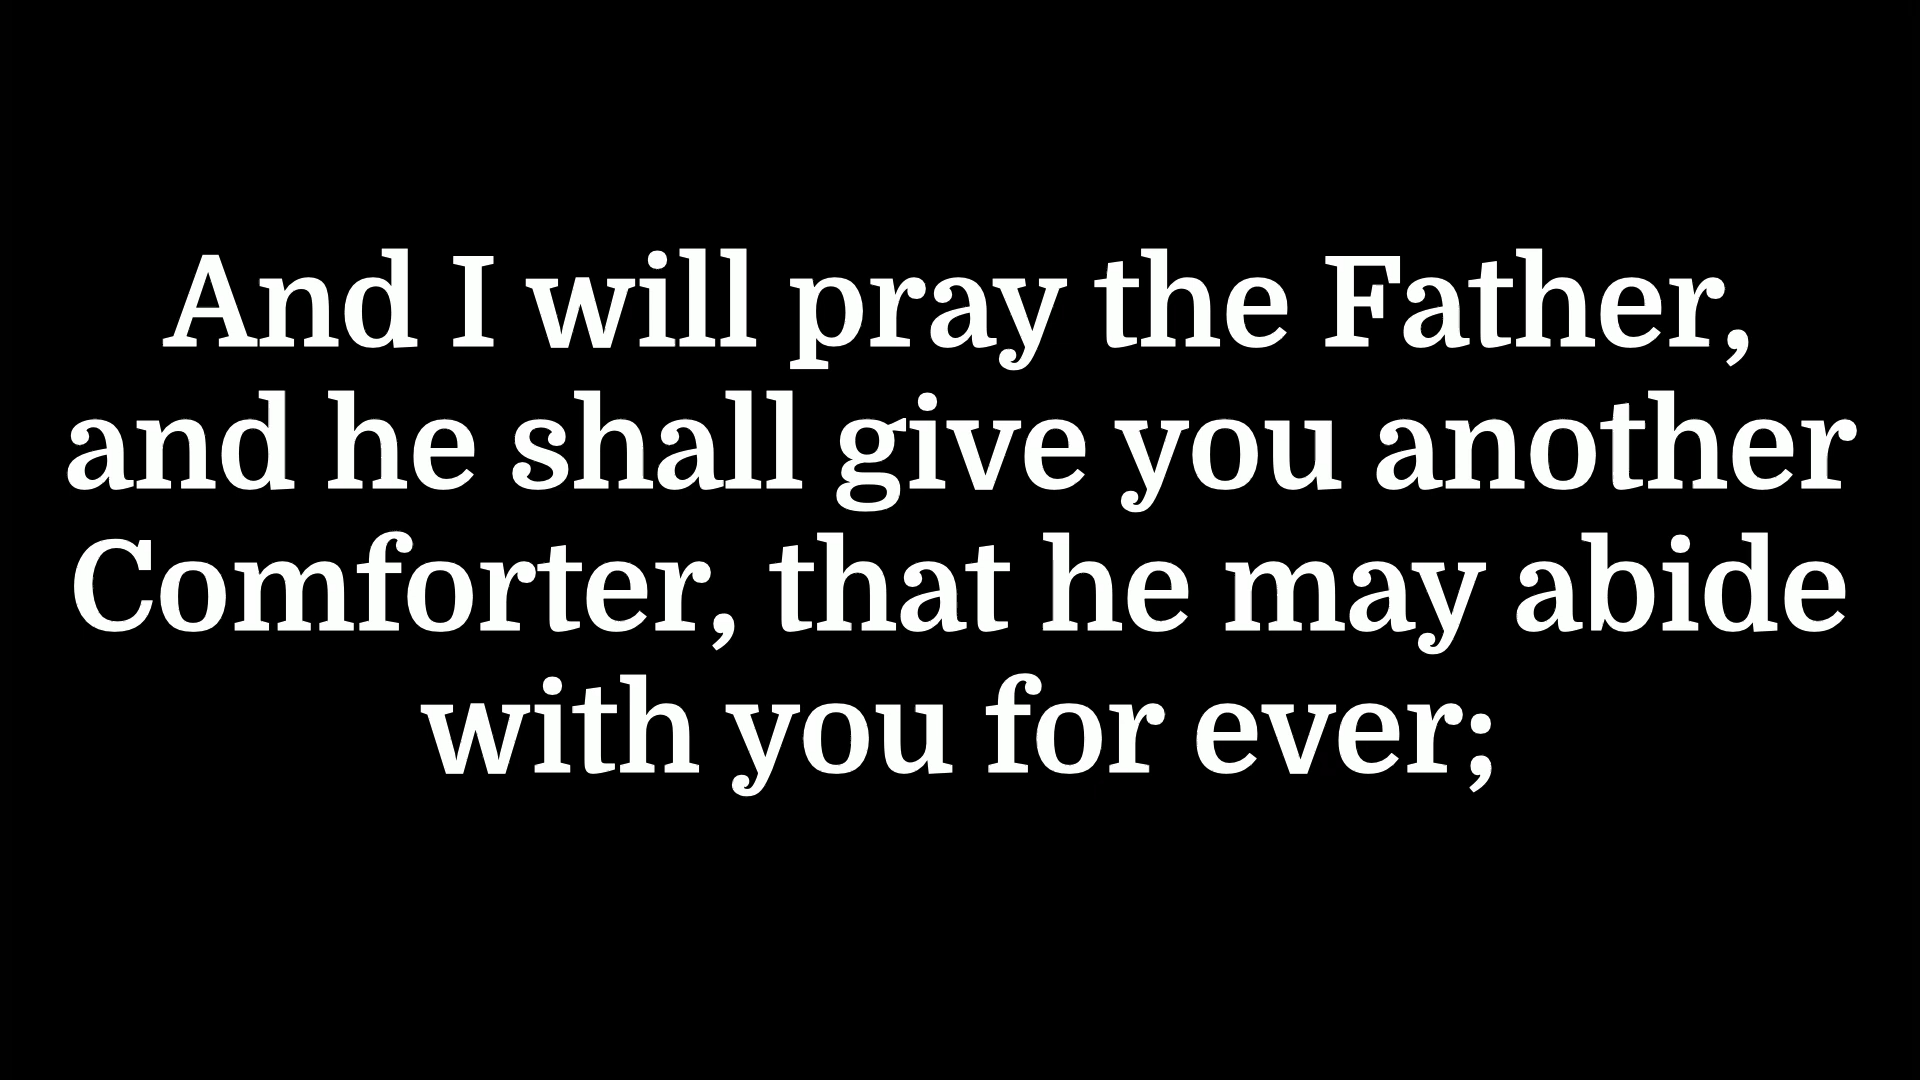 And I will pray the Father,
and he shall give you another
Comforter, that he may abide
with you for ever;